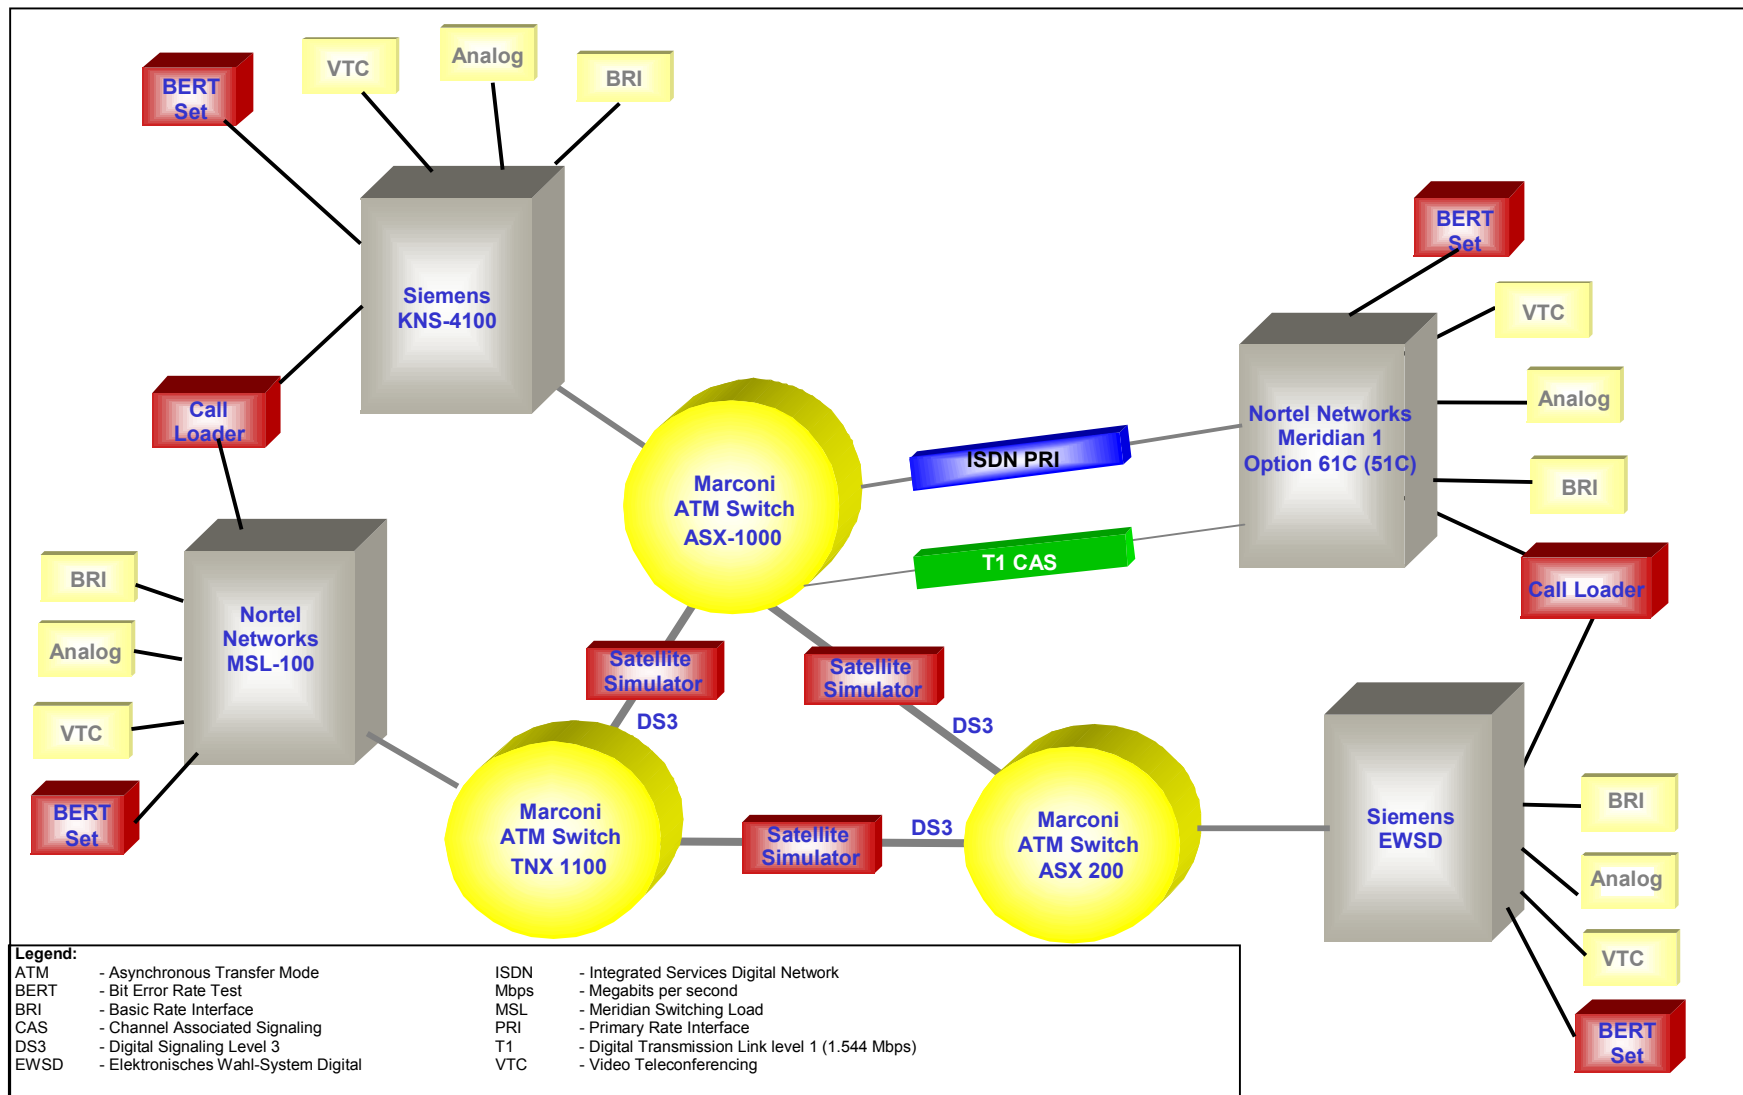 BERT
Set
VTC
Analog
BRI
Siemens
KNS-4100
BERT
Set
VTC
Analog
BRI
Nortel Networks
Meridian 1
Option 61C (51C)
Call
Loader
Marconi
ATM Switch
ASX-1000
ISDN PRI
T1 CAS
Call Loader
BRI
Analog
VTC
Nortel
Networks
MSL-100
BERT
Set
Satellite
Simulator
DS3
Satellite
Simulator
DS3
Marconi
ATM Switch
TNX 1100
Satellite
Simulator
DS3
Marconi
ATM Switch
ASX 200
Siemens
EWSD
BRI
Analog
VTC
BERT
Set
Legend:
ATM - Asynchronous Transfer Mode
BERT - Bit Error Rate Test
BRI - Basic Rate Interface
CAS - Channel Associated Signaling
DS3 - Digital Signaling Level 3
EWSD - Elektronisches Wahl-System Digital
ISDN - Integrated Services Digital Network
Mbps - Megabits per second
MSL - Meridian Switching Load
PRI - Primary Rate Interface
T1 - Digital Transmission Link level 1 (1.544 Mbps)
VTC - Video Teleconferencing